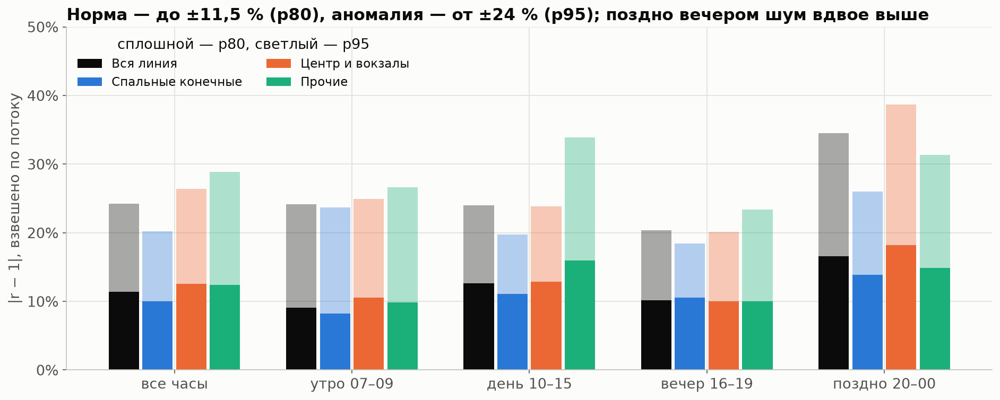 Норма — до ±11,5 % (p80), аномалия — от ±24 % (p95); поздно вечером шум вдвое выше
50%
сплошной — p80, светлый — p95
Вся линия
Центр и вокзалы
Спальные конечные
Прочие
40%
30%
20%
10%
0%
|r − 1|, взвешено по потоку
все часы
утро 07–09
день 10–15
вечер 16–19
поздно 20–00